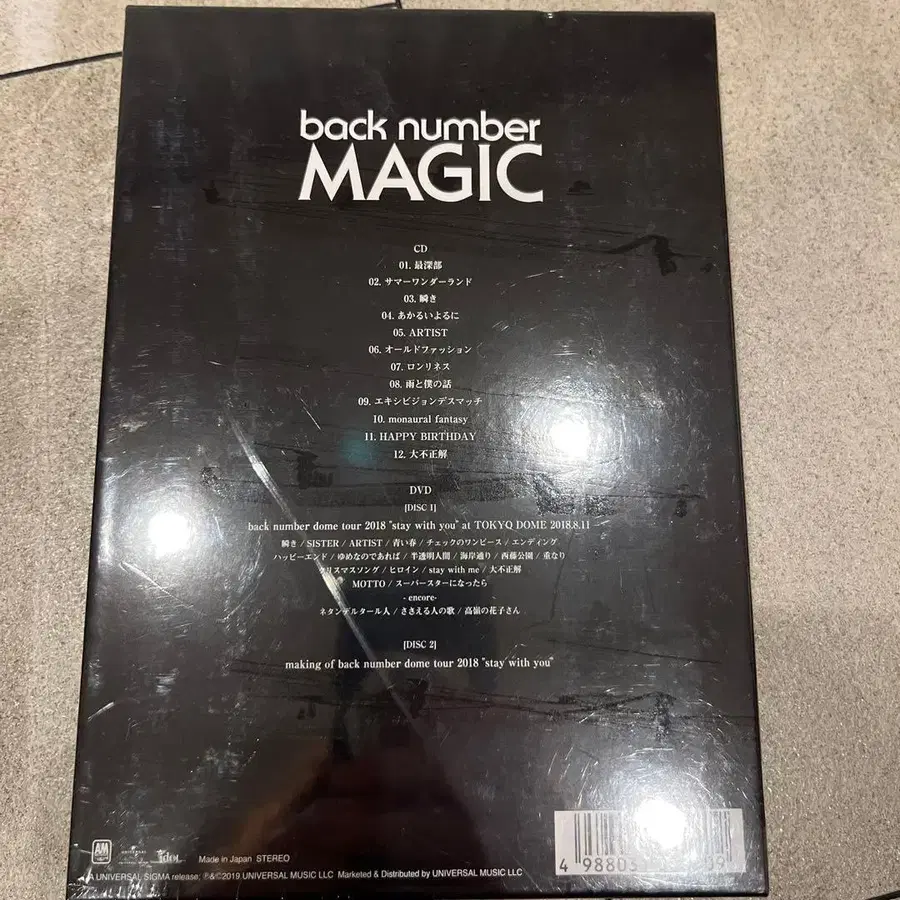 back number
MAGIC
CD
01. 最深部
02. サマーワンダーランド
03. 瞬き
04. あかるいよるに
05. ARTIST
06. オールドファッション
07. ロンリネス
08. 雨と僕の話
09. エキシビジョンデスマッチ
10. monaural fantasy
11. HAPPY BIRTHDAY
12. 大不正解
DVD
[DISC 1]
back number dome tour 2018 "stay with you" at TOKYO DOME 2018.8.11
瞬き / SISTER / ARTIST / 青い春 / チェックのワンピース / エンディング
ハッピーエンド / ゆめなのであれば / 半透明人間 / 海岸通り / 西藤公園 / 重なり
クリスマスソング / ヒロイン / stay with me / 大不正解
MOTTO / スーパースターになったら
- encore-
ネタンデルタール人 / ささえる人の歌 / 高嶺の花子さん
[DISC 2]
making of back number dome tour 2018 "stay with you"
AM UNIVERSAL idol Made in Japan STEREO
A UNIVERSAL SIGMA release; ℗&©2019 UNIVERSAL MUSIC LLC Marketed & Distributed by UNIVERSAL MUSIC LLC